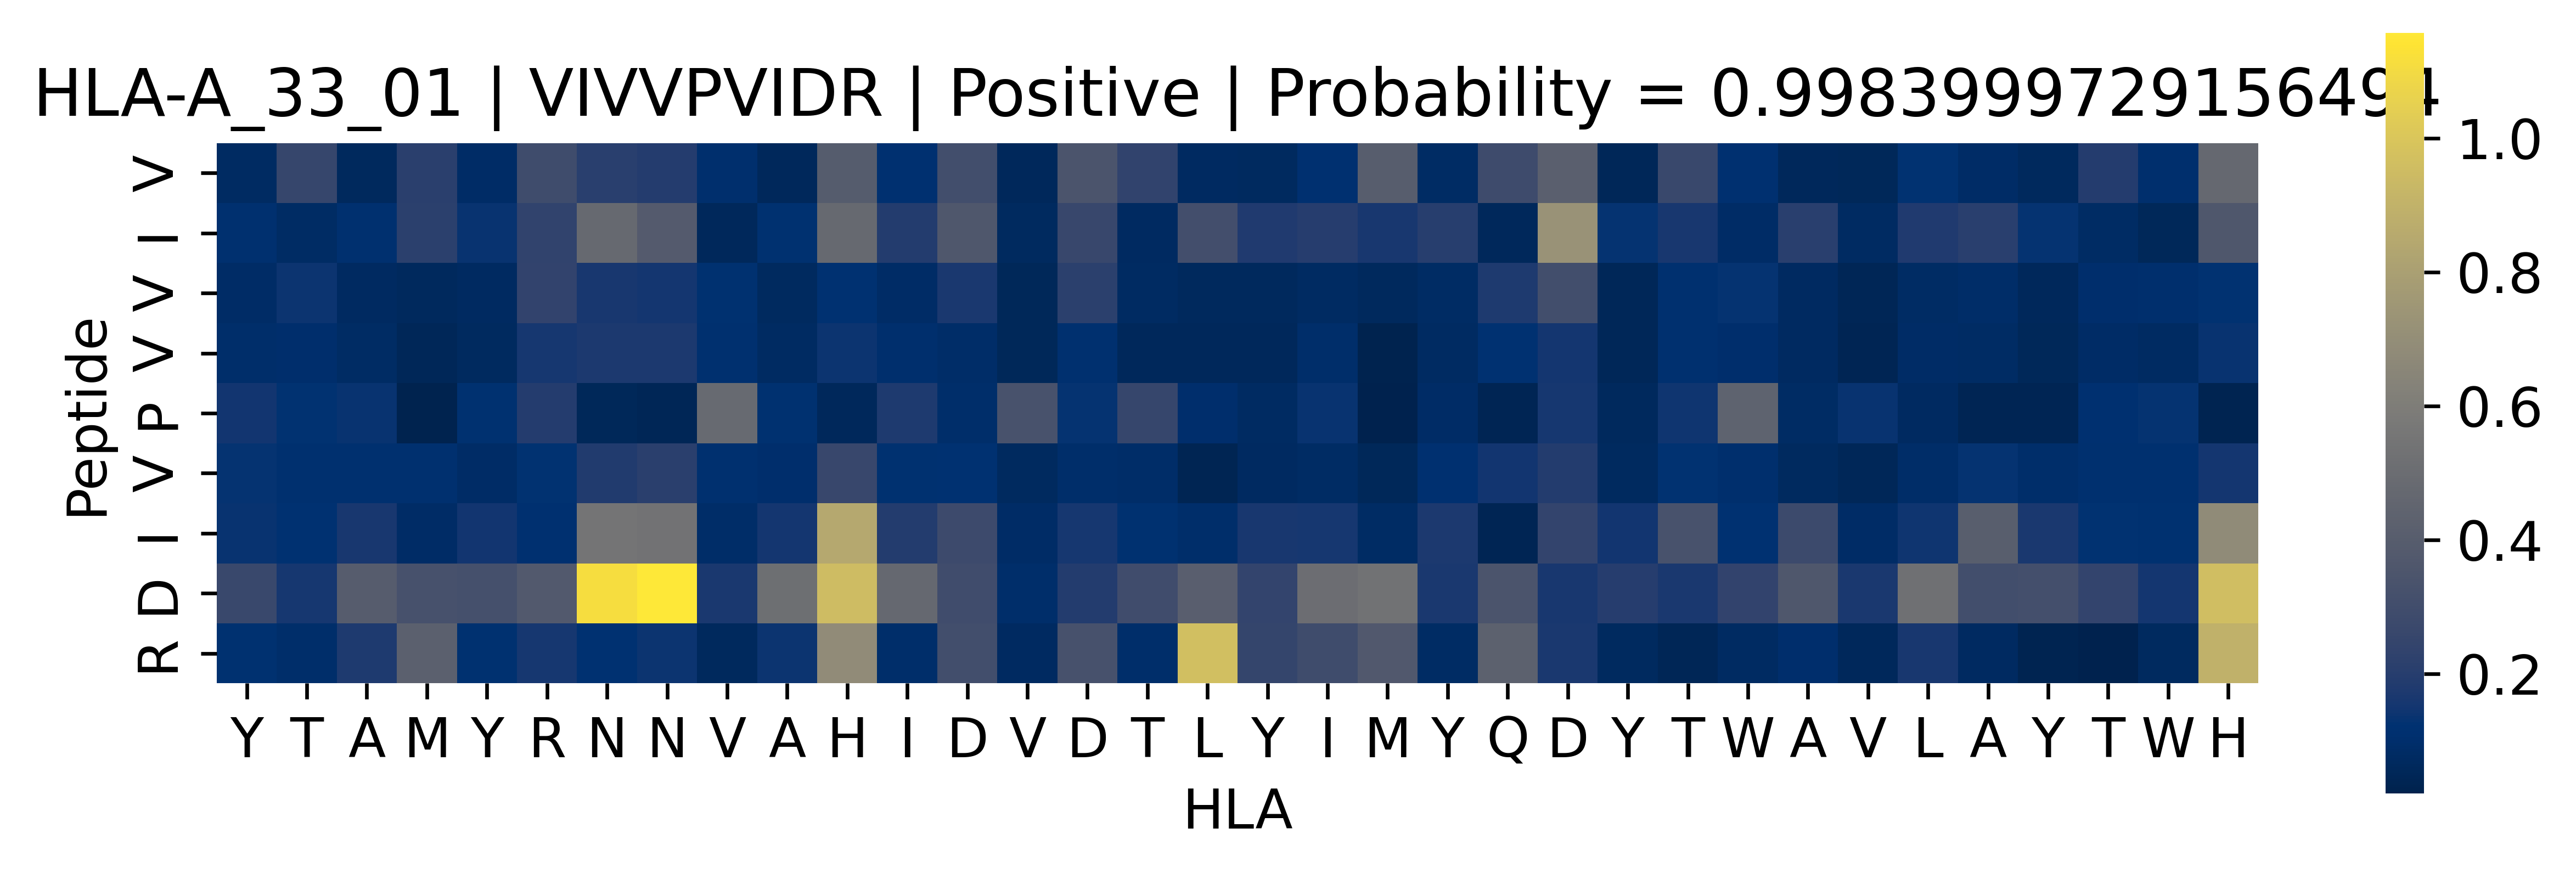 HLA-A_33_01 | VIVVPVIDR | Positive | Probability = 0.9983999729156494
V
I
V
V
P
V
I
D
R
Peptide
Y T A M Y R N N V A H I D V D T L Y I M Y Q D Y T W A V L A Y T W H
HLA
1.0
0.8
0.6
0.4
0.2